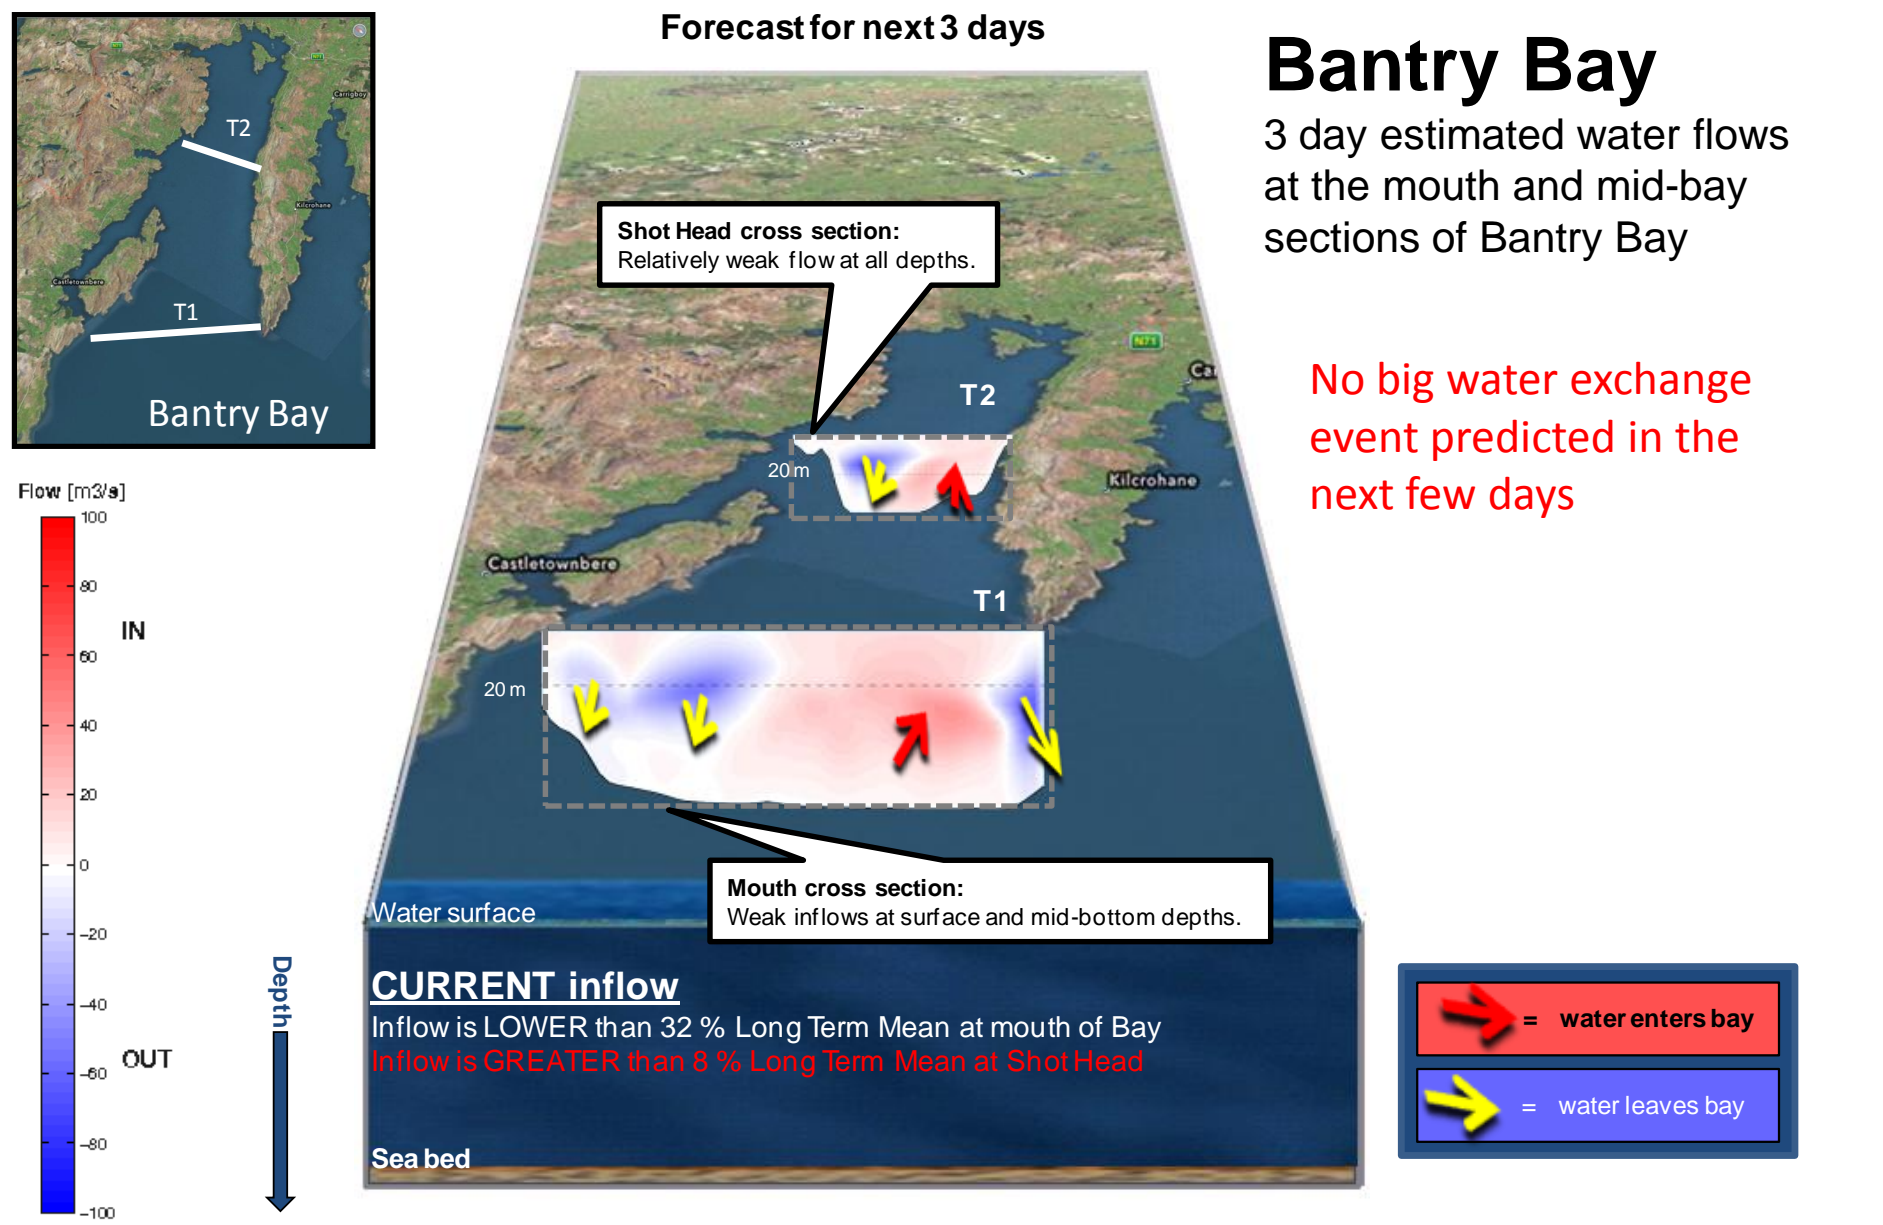 Forecast for next 3 days
Bantry Bay
3 day estimated water flows
at the mouth and mid-bay
sections of Bantry Bay
No big water exchange
event predicted in the
next few days
T2
T1
Carrigboy
Kilcrohane
Castletownbere
N71
Bantry Bay
Shot Head cross section:
Relatively weak flow at all depths.
N71
T2
20 m
Kilcrohane
Castletownbere
T1
20 m
Mouth cross section:
Weak inflows at surface and mid-bottom depths.
Flow [m3/s]
100
80
60
40
20
0
-20
-40
-60
-80
-100
IN
OUT
Depth
Water surface
CURRENT inflow
Inflow is LOWER than 32 % Long Term Mean at mouth of Bay
Inflow is GREATER than 8 % Long Term Mean at Shot Head
Sea bed
= water enters bay
= water leaves bay